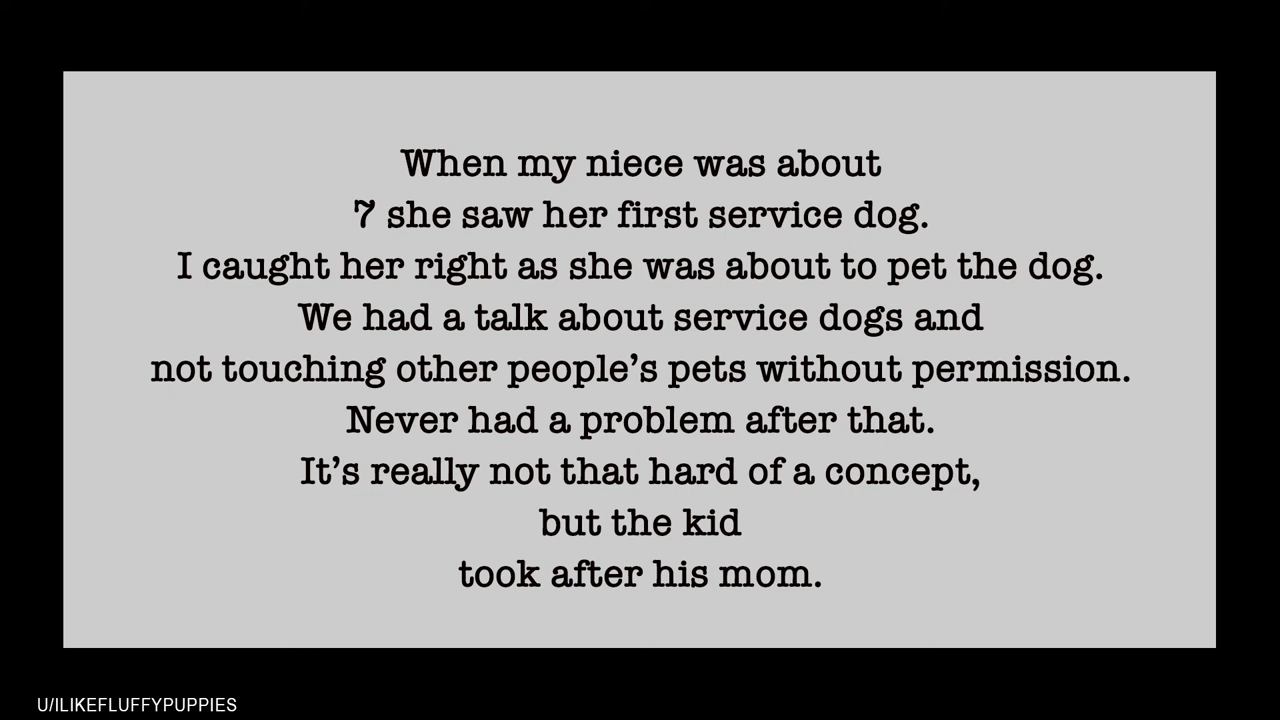 When my niece was about
7 she saw her first service dog.
I caught her right as she was about to pet the dog.
We had a talk about service dogs and
not touching other people’s pets without permission.
Never had a problem after that.
It’s really not that hard of a concept,
but the kid
took after his mom.
U/ILIKEFLUFFYPUPPIES